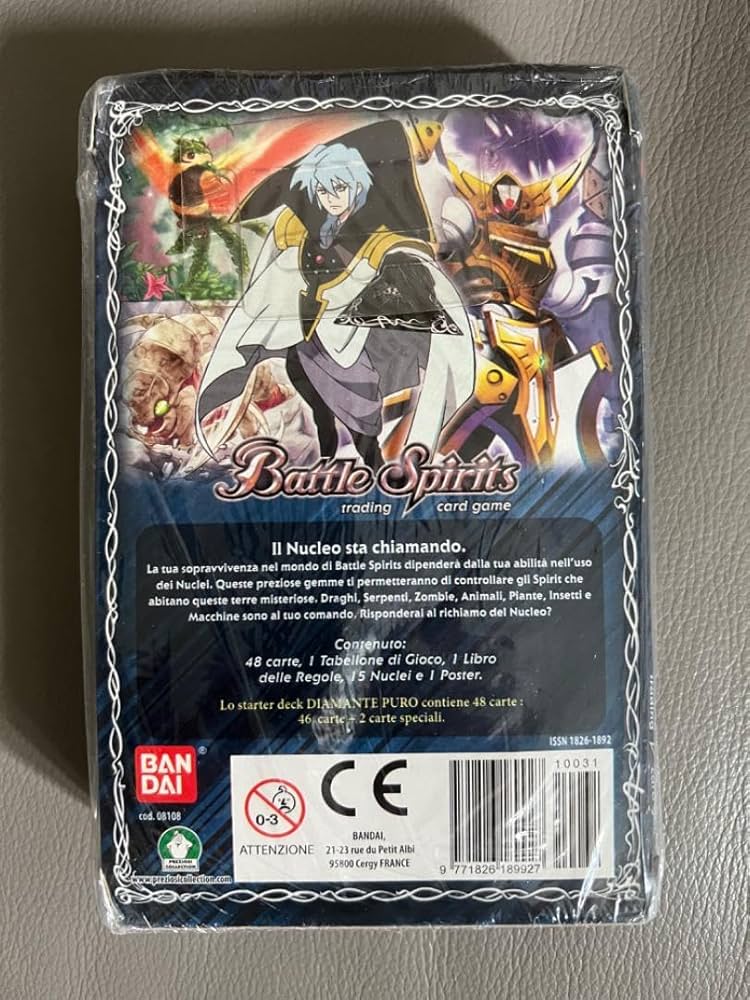 Battle Spirits
trading card game
Il Nucleo sta chiamando.
La tua sopravvivenza nel mondo di Battle Spirits dipenderà dalla tua abilità nell'uso
dei Nuclei. Queste preziose gemme ti permetteranno di controllare gli Spirit che
abitano queste terre misteriose. Draghi, Serpenti, Zombie, Animali, Piante, Insetti e
Macchine sono al tuo comando. Risponderai al richiamo del Nucleo?
Contenuto:
48 carte, 1 Tabellone di Gioco, 1 Libro
delle Regole, 15 Nuclei e 1 Poster.
Lo starter deck DIAMANTE PURO contiene 48 carte :
46 carte + 2 carte speciali.
ISSN 1826-1892
BAN
DAI
®
cod. 08108
PREZIOSI
COLLECTION
www.preziosicollection.com
0-3
ATTENZIONE
CE
BANDAI,
21-23 rue du Petit Albi
95800 Cergy FRANCE
10031
9 771826 189927